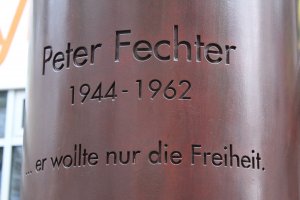 Peter Fechter
1944-1962
... er wollte nur die Freiheit.